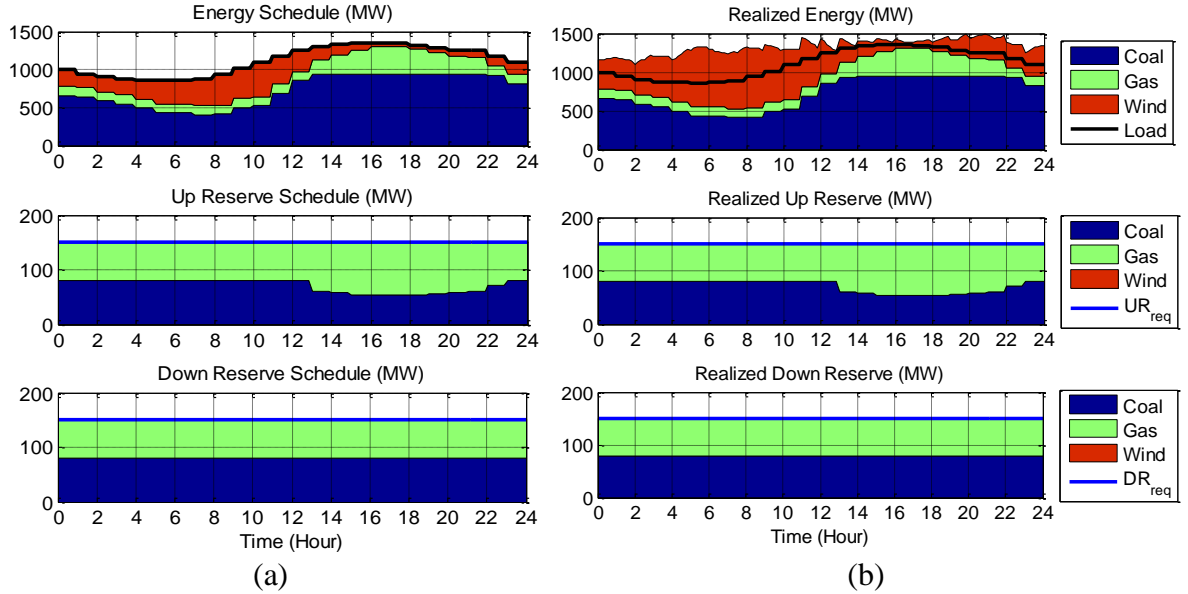 Energy Schedule (MW)
1500
1000
500
0
0 2 4 6 8 10 12 14 16 18 20 22 24
Up Reserve Schedule (MW)
200
100
0
0 2 4 6 8 10 12 14 16 18 20 22 24
Down Reserve Schedule (MW)
200
100
0
0 2 4 6 8 10 12 14 16 18 20 22 24
Time (Hour)
(a)
Realized Energy (MW)
1500
1000
500
0
0 2 4 6 8 10 12 14 16 18 20 22 24
Coal
Gas
Wind
Load
Realized Up Reserve (MW)
200
100
0
0 2 4 6 8 10 12 14 16 18 20 22 24
Coal
Gas
Wind
UR_req
Realized Down Reserve (MW)
200
100
0
0 2 4 6 8 10 12 14 16 18 20 22 24
Coal
Gas
Wind
DR_req
Time (Hour)
(b)